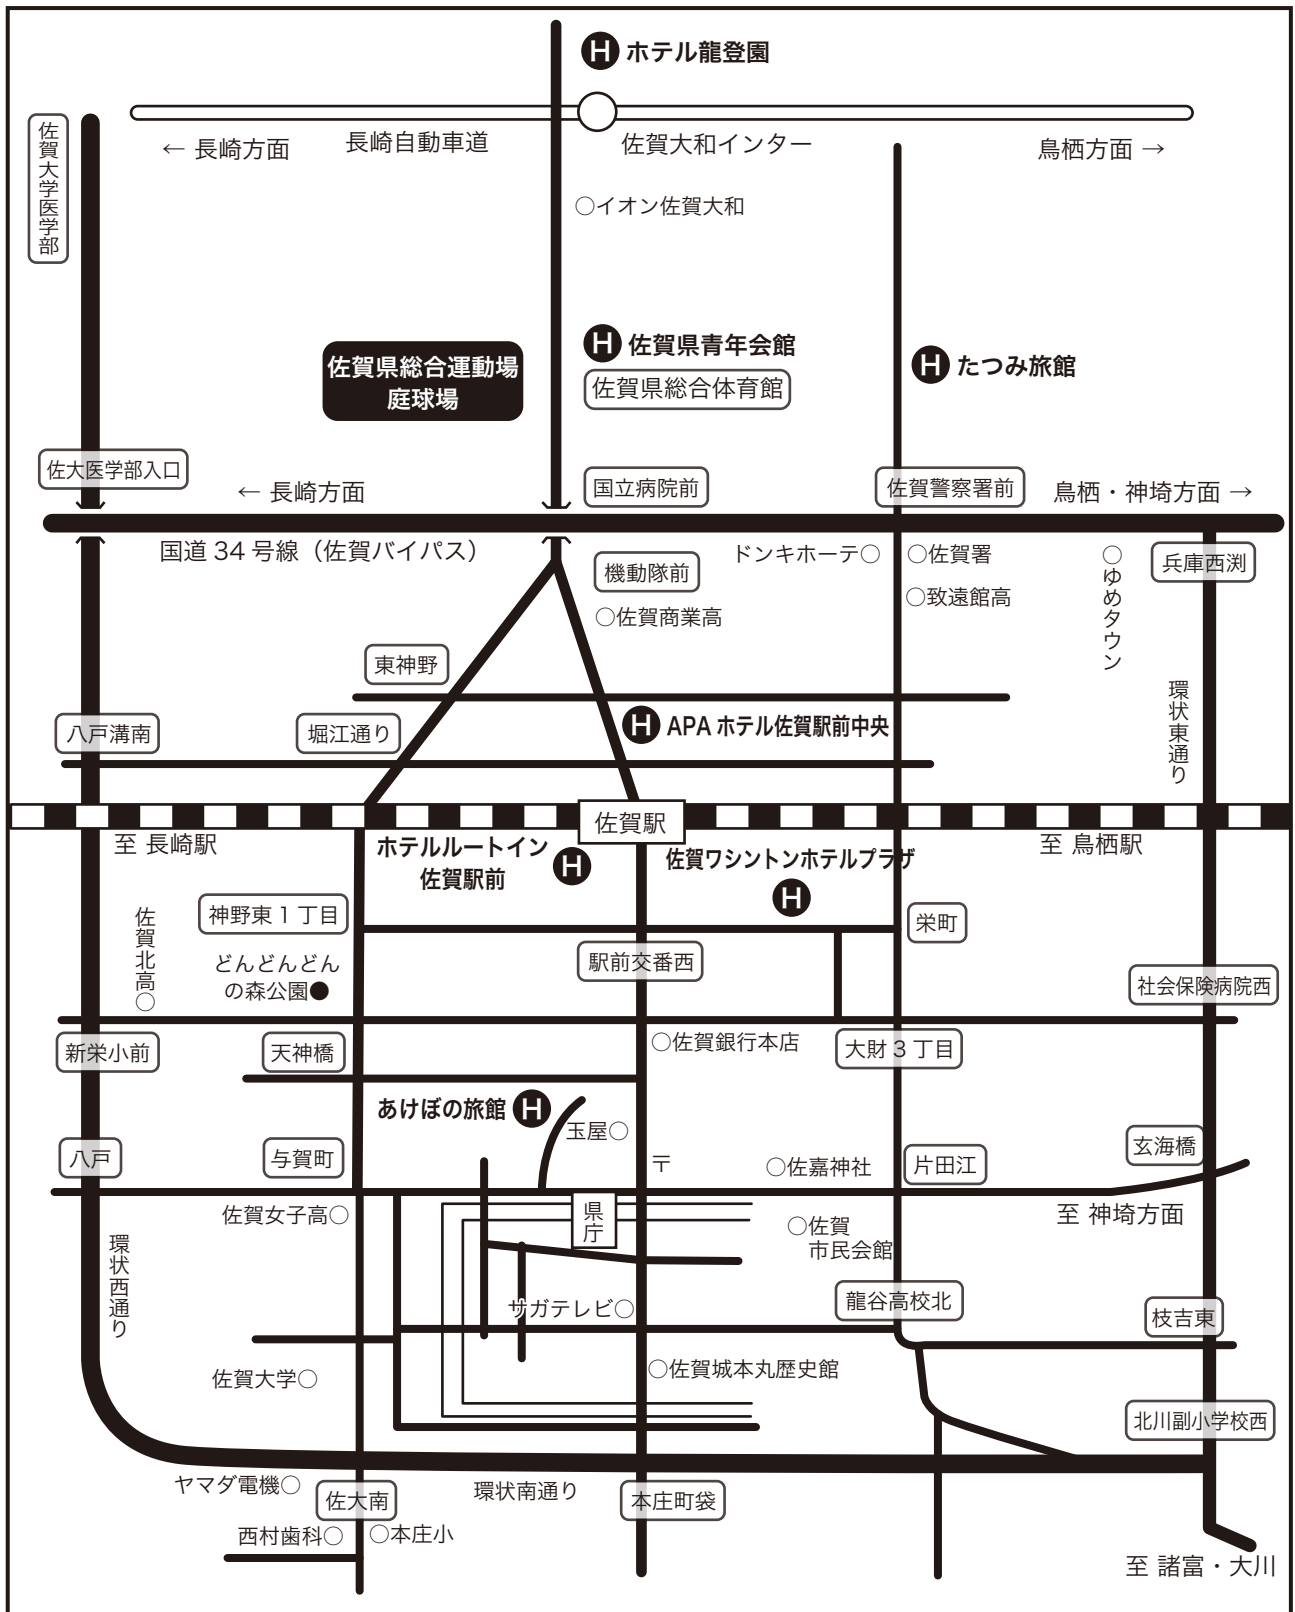 H ホテル龍登園
佐賀大学医学部
← 長崎方面
長崎自動車道
佐賀大和インター
鳥栖方面 →
○イオン佐賀大和
佐賀県総合運動場
庭球場
H 佐賀県青年会館
佐賀県総合体育館
H たつみ旅館
佐大医学部入口
← 長崎方面
国立病院前
佐賀警察署前
鳥栖・神埼方面 →
国道 34 号線（佐賀バイパス）
機動隊前
○佐賀商業高
ドンキホーテ○
○佐賀署
○致遠館高
○ゆめタウン
兵庫西渕
東神野
環状東通り
八戸溝南
堀江通り
H APA ホテル佐賀駅前中央
佐賀駅
至 長崎駅
ホテルルートイン
佐賀駅前
H
佐賀ワシントンホテルプラザ
H
至 鳥栖駅
佐賀北高○
神野東 1 丁目
どんどんどん
の森公園●
駅前交番西
栄町
社会保険病院西
新栄小前
天神橋
○佐賀銀行本店
大財 3 丁目
あけぼの旅館 H
玉屋○
八戸
与賀町
〒
○佐嘉神社
片田江
玄海橋
佐賀女子高○
県庁
○佐賀
市民会館
至 神埼方面
環状西通り
サガテレビ○
龍谷高校北
枝吉東
佐賀大学○
○佐賀城本丸歴史館
北川副小学校西
ヤマダ電機○
佐大南
環状南通り
本庄町袋
西村歯科○
○本庄小
至 諸富・大川